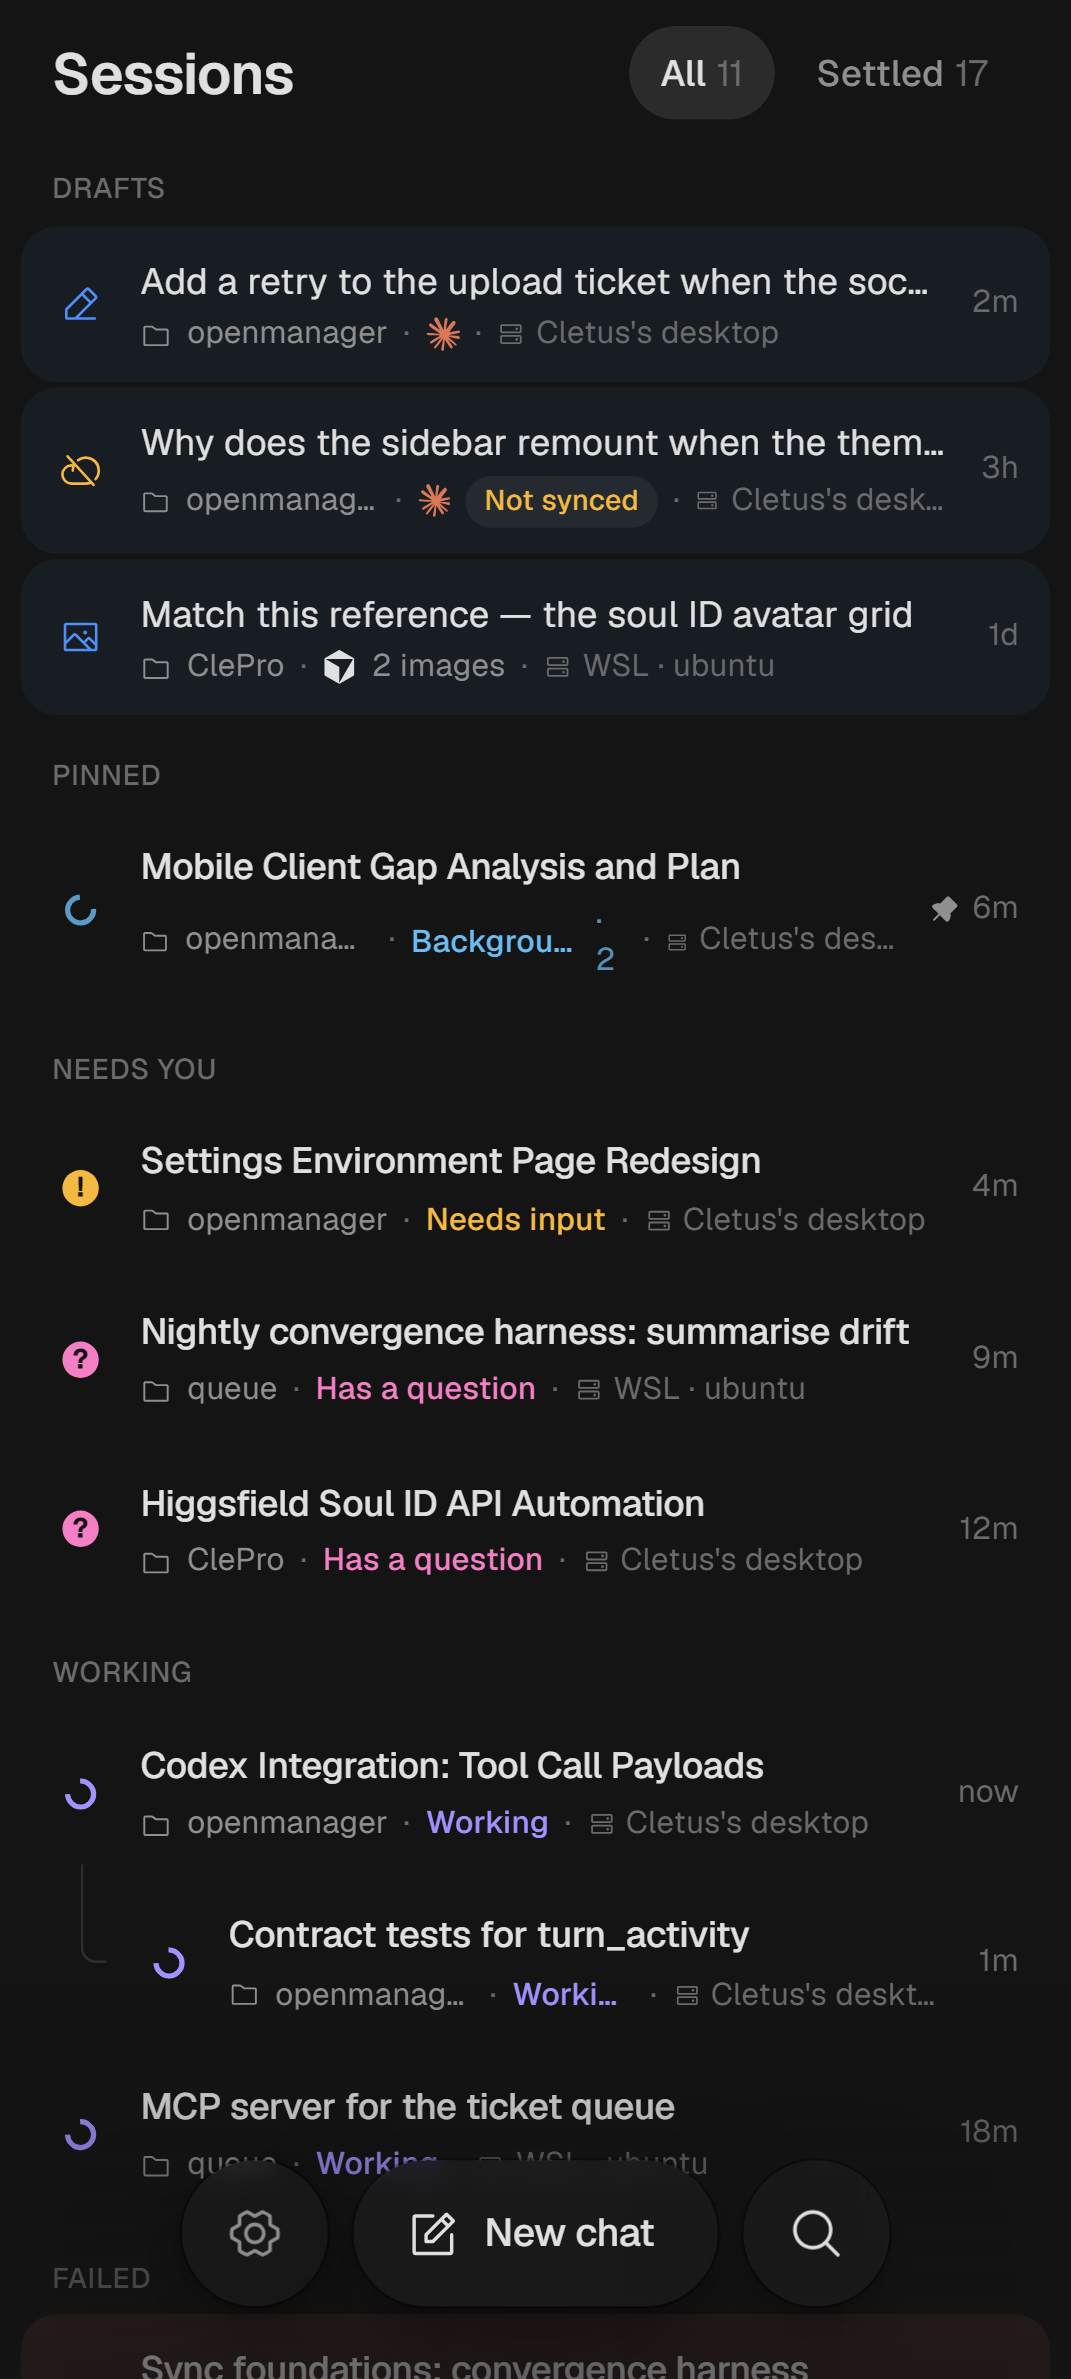 Sessions
All 11
Settled 17
DRAFTS
Add a retry to the upload ticket when the soc...
2m
openmanager · · Cletus's desktop
Why does the sidebar remount when the them...
3h
openmanag... · Not synced · Cletus's desk...
Match this reference — the soul ID avatar grid
1d
ClePro · 2 images · WSL · ubuntu
PINNED
Mobile Client Gap Analysis and Plan
6m
openmana... · Backgrou... · 2 · Cletus's des...
NEEDS YOU
Settings Environment Page Redesign
4m
openmanager · Needs input · Cletus's desktop
Nightly convergence harness: summarise drift
9m
queue · Has a question · WSL · ubuntu
Higgsfield Soul ID API Automation
12m
ClePro · Has a question · Cletus's desktop
WORKING
Codex Integration: Tool Call Payloads
now
openmanager · Working · Cletus's desktop
Contract tests for turn_activity
1m
openmanag... · Worki... · Cletus's deskt...
MCP server for the ticket queue
18m
queue · Working · WSL · ubuntu
New chat
FAILED
Sync foundations: convergence harness